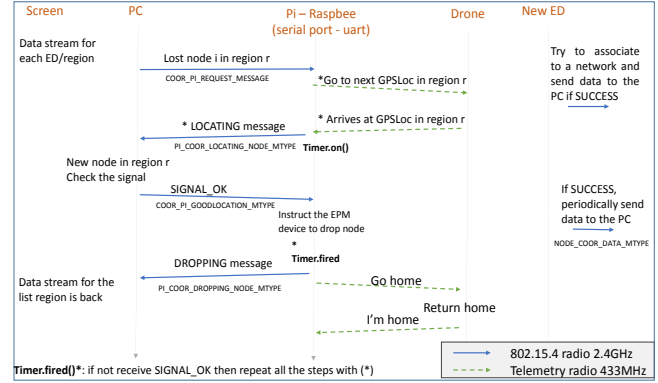 Screen
PC
Pi – Raspbee
(serial port - uart)
Drone
New ED
Data stream for
each ED/region
Lost node i in region r
COOR_PI_REQUEST_MESSAGE
*Go to next GPSLoc in region r
Try to associate
to a network and
send data to the
PC if SUCCESS
* Arrives at GPSLoc in region r
* LOCATING message
PI_COOR_LOCATING_NODE_MTYPE
Timer.on()
New node in region r
Check the signal
SIGNAL_OK
COOR_PI_GOODLOCATION_MTYPE
Instruct the EPM
device to drop node
*
Timer.fired
If SUCCESS,
periodically send
data to the PC
NODE_COOR_DATA_MTYPE
DROPPING message
PI_COOR_DROPPING_NODE_MTYPE
Data stream for the
list region is back
Go home
Return home
I'm home
802.15.4 radio 2.4GHz
Telemetry radio 433MHz
Timer.fired()*: if not receive SIGNAL_OK then repeat all the steps with (*)